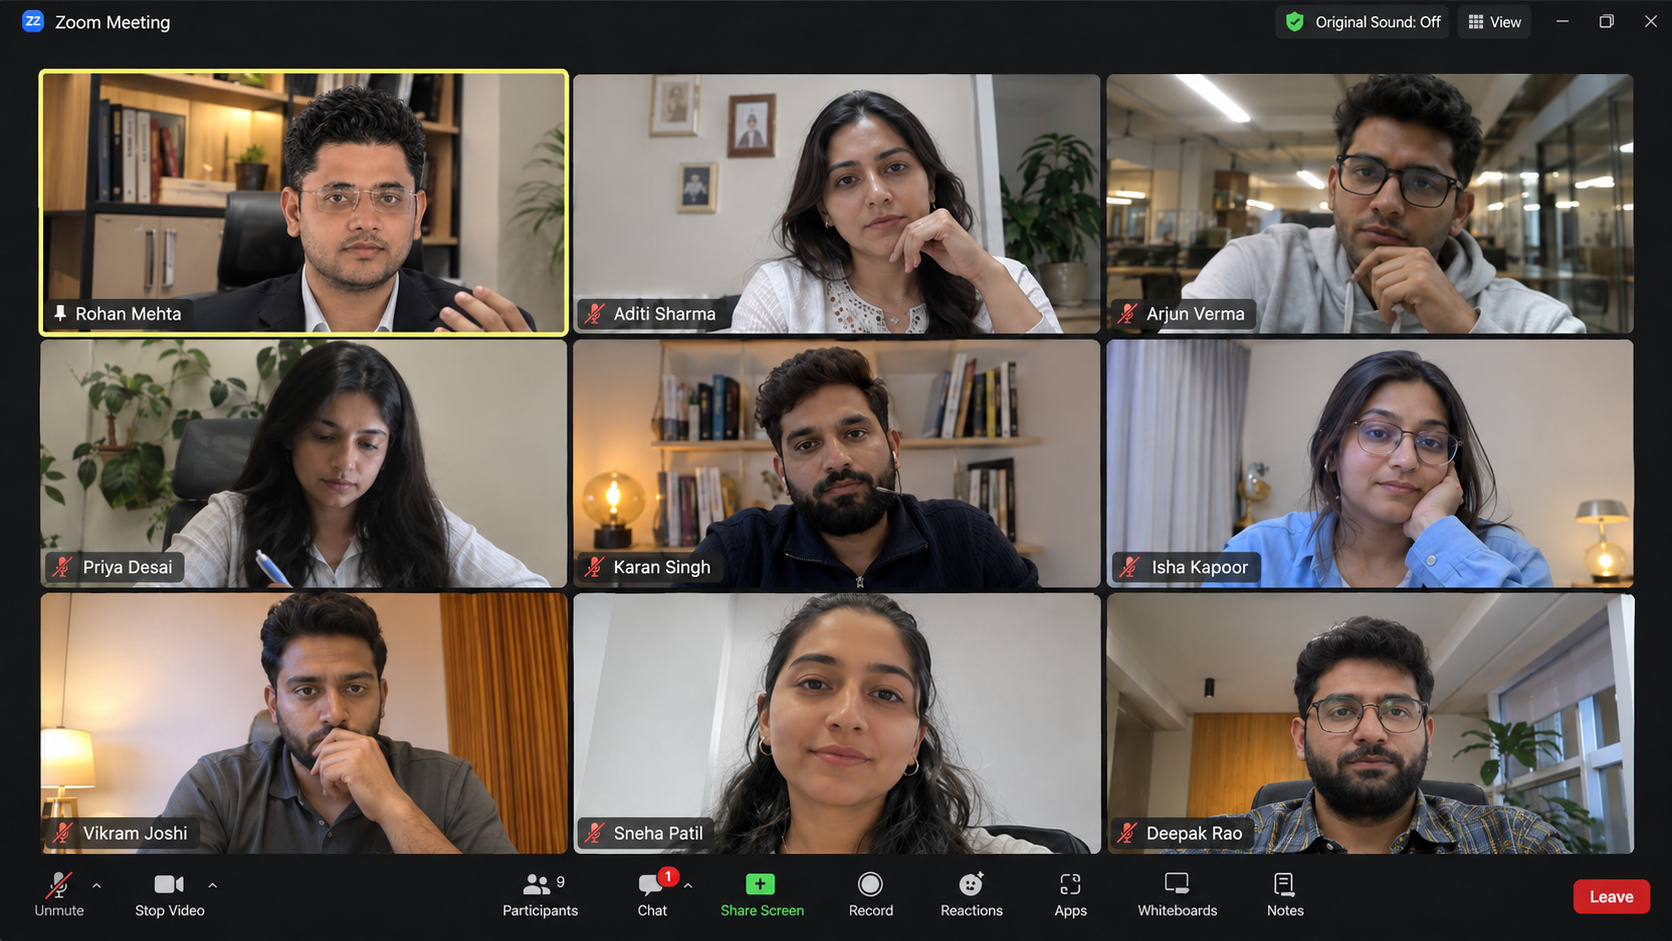 ZZ Zoom Meeting
Original Sound: Off
View
Rohan Mehta
Aditi Sharma
Arjun Verma
Priya Desai
Karan Singh
Isha Kapoor
Vikram Joshi
Sneha Patil
Deepak Rao
Unmute
Stop Video
9
Participants
1
Chat
Share Screen
Record
Reactions
Apps
Whiteboards
Notes
Leave